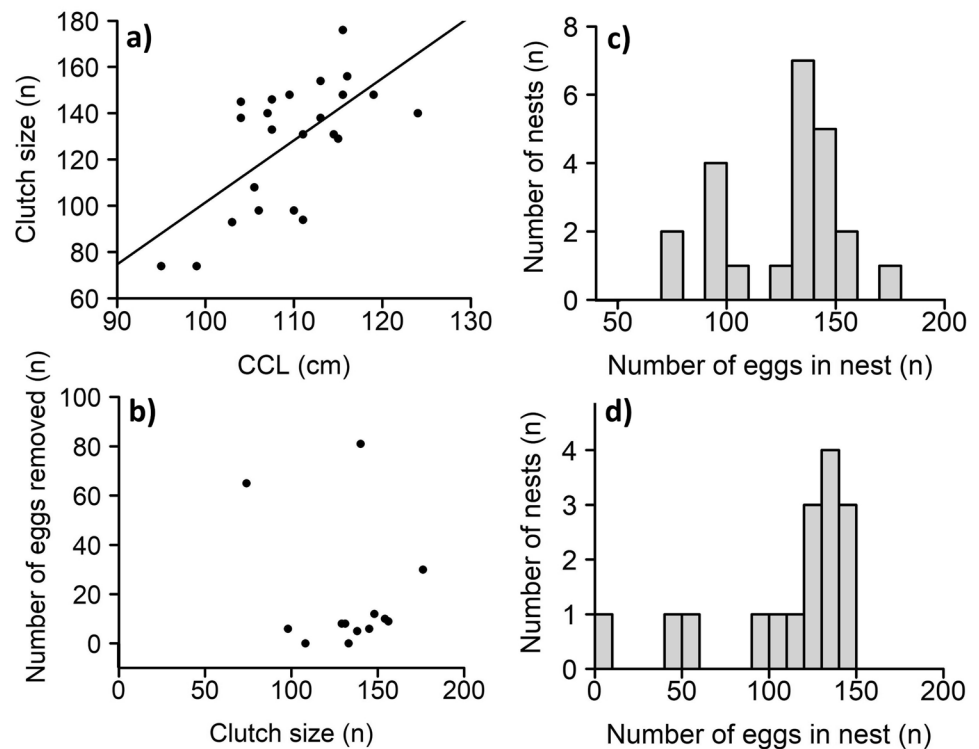 a)
Clutch size (n)
180
160
140
120
100
80
60
90 100 110 120 130
CCL (cm)
c)
Number of nests (n)
8
6
4
2
0
50 100 150 200
Number of eggs in nest (n)
b)
Number of eggs removed (n)
100
80
60
40
20
0
0 50 100 150 200
Clutch size (n)
d)
Number of nests (n)
4
3
2
1
0
0 50 100 150 200
Number of eggs in nest (n)